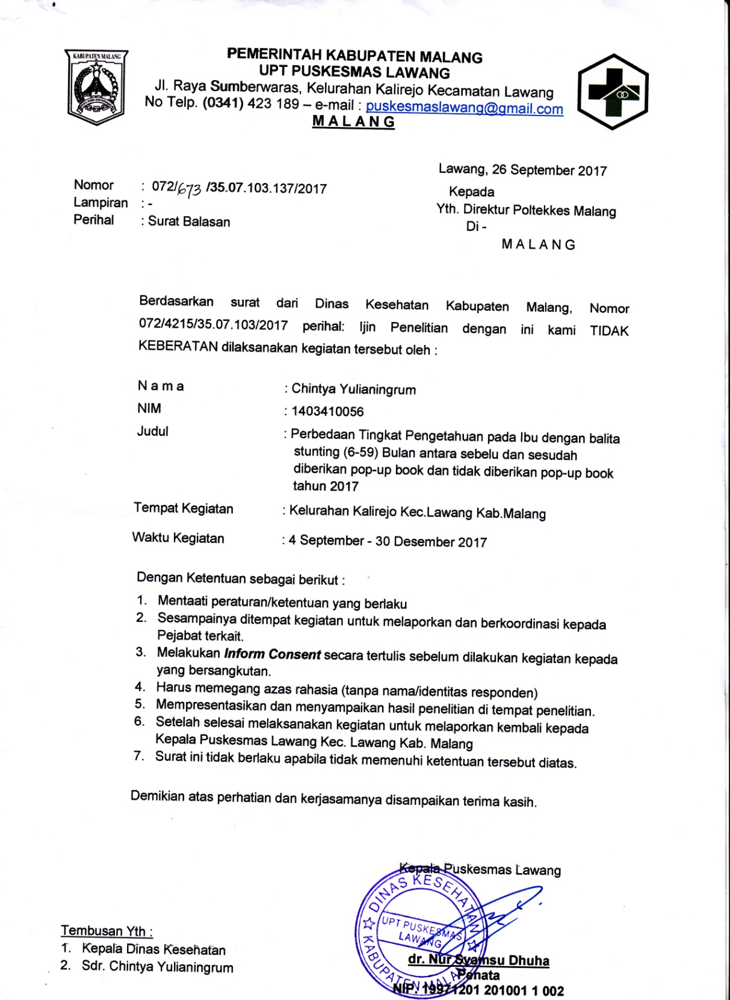 KABUPATEN MALANG
PEMERINTAH KABUPATEN MALANG
UPT PUSKESMAS LAWANG
Jl. Raya Sumberwaras, Kelurahan Kalirejo Kecamatan Lawang
No Telp. (0341) 423 189 – e-mail : puskesmaslawang@gmail.com
M A L A N G
Lawang, 26 September 2017
Nomor : 072/673 /35.07.103.137/2017
Lampiran : -
Perihal : Surat Balasan
Kepada
Yth. Direktur Poltekkes Malang
Di -
M A L A N G
Berdasarkan surat dari Dinas Kesehatan Kabupaten Malang, Nomor
072/4215/35.07.103/2017 perihal: Ijin Penelitian dengan ini kami TIDAK
KEBERATAN dilaksanakan kegiatan tersebut oleh :
N a m a : Chintya Yulianingrum
NIM : 1403410056
Judul : Perbedaan Tingkat Pengetahuan pada Ibu dengan balita
stunting (6-59) Bulan antara sebelu dan sesudah
diberikan pop-up book dan tidak diberikan pop-up book
tahun 2017
Tempat Kegiatan : Kelurahan Kalirejo Kec.Lawang Kab.Malang
Waktu Kegiatan : 4 September - 30 Desember 2017
Dengan Ketentuan sebagai berikut :
1. Mentaati peraturan/ketentuan yang berlaku
2. Sesampainya ditempat kegiatan untuk melaporkan dan berkoordinasi kepada
Pejabat terkait.
3. Melakukan Inform Consent secara tertulis sebelum dilakukan kegiatan kepada
yang bersangkutan.
4. Harus memegang azas rahasia (tanpa nama/identitas responden)
5. Mempresentasikan dan menyampaikan hasil penelitian di tempat penelitian.
6. Setelah selesai melaksanakan kegiatan untuk melaporkan kembali kepada
Kepala Puskesmas Lawang Kec. Lawang Kab. Malang
7. Surat ini tidak berlaku apabila tidak memenuhi ketentuan tersebut diatas.
Demikian atas perhatian dan kerjasamanya disampaikan terima kasih.
Kepala Puskesmas Lawang
DINAS KESEHATAN
UPT PUSKESMAS
LAWANG
KABUPATEN MALANG
dr. Nur Syamsu Dhuha
Penata
NIP. 19971201 201001 1 002
Tembusan Yth :
1. Kepala Dinas Kesehatan
2. Sdr. Chintya Yulianingrum